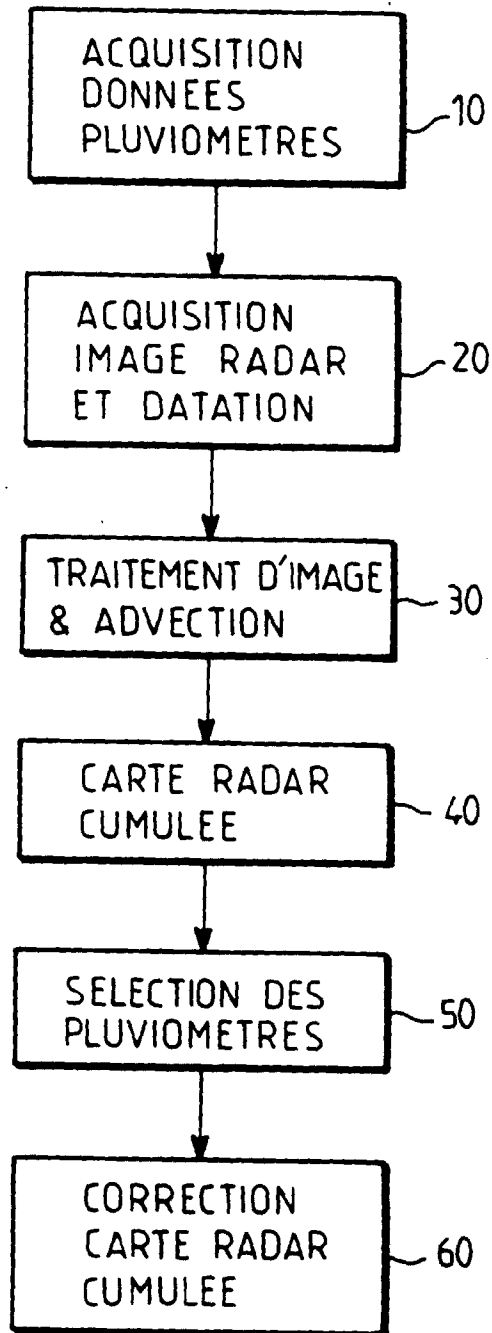 ACQUISITION
DONNEES
PLUVIOMETRES
10
ACQUISITION
IMAGE RADAR
ET DATATION
20
TRAITEMENT D'IMAGE
& ADVECTION
30
CARTE RADAR
CUMULEE
40
SELECTION DES
PLUVIOMETRES
50
CORRECTION
CARTE RADAR
CUMULEE
60